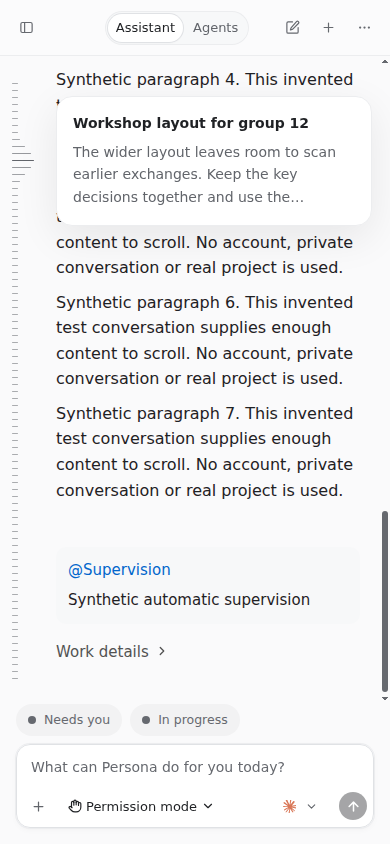 Assistant
Agents
Synthetic paragraph 4. This invented
Workshop layout for group 12
The wider layout leaves room to scan
earlier exchanges. Keep the key
decisions together and use the…
content to scroll. No account, private
conversation or real project is used.
Synthetic paragraph 6. This invented
test conversation supplies enough
content to scroll. No account, private
conversation or real project is used.
Synthetic paragraph 7. This invented
test conversation supplies enough
content to scroll. No account, private
conversation or real project is used.
@Supervision
Synthetic automatic supervision
Work details
Needs you
In progress
What can Persona do for you today?
Permission mode